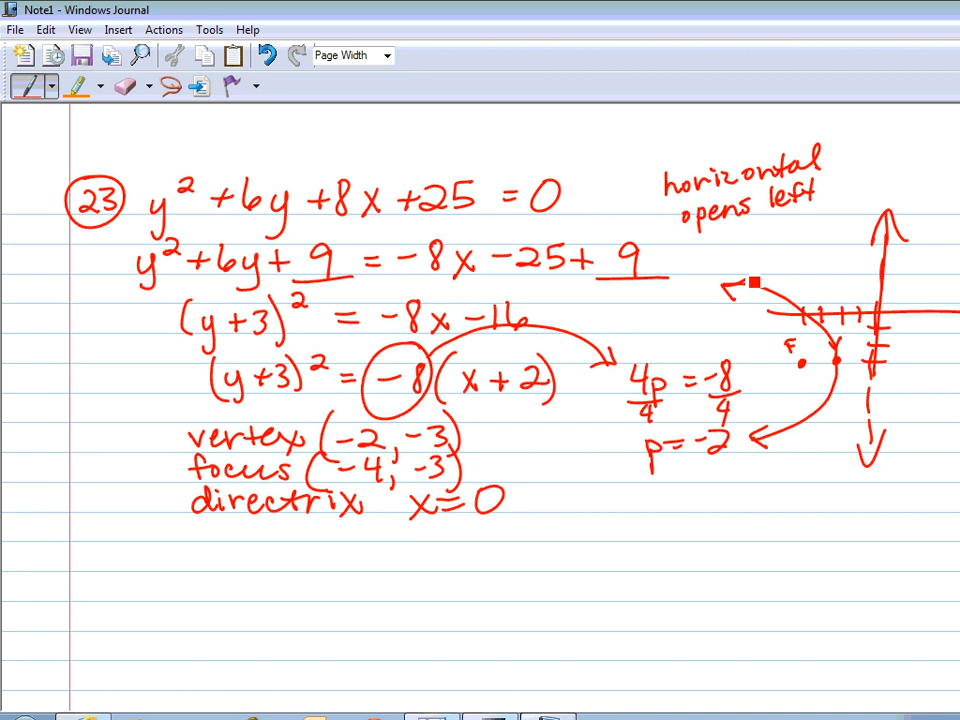 Note1 - Windows Journal
File Edit View Insert Actions Tools Help
Page Width
23 y² + 6y + 8x + 25 = 0
horizontal
opens left
y² + 6y + 9 = -8x - 25 + 9
(y+3)² = -8x - 16
(y+3)² = -8(x + 2)
4p/4 = -8/4
p = -2
F
V
vertex (-2, -3)
focus (-4, -3)
directrix x = 0